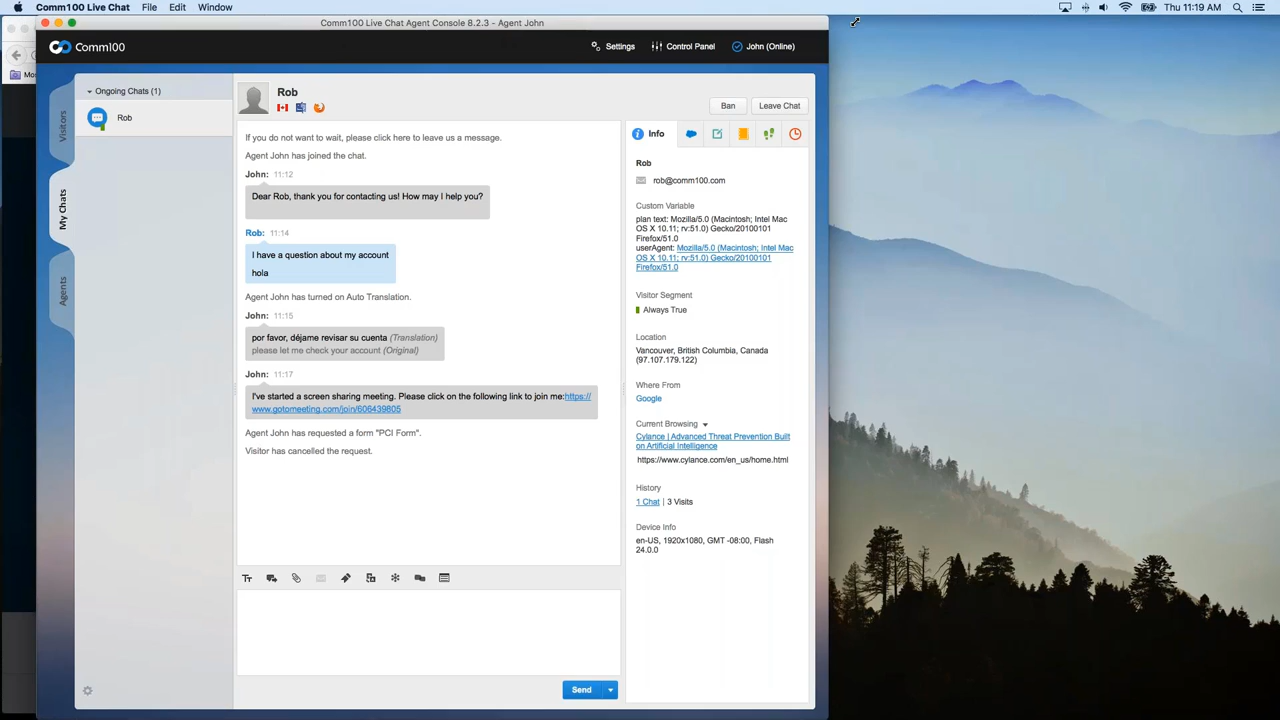 Comm100 Live Chat File Edit Window Thu 11:19 AM
Comm100 Live Chat Agent Console 8.2.3 - Agent John
Comm100 Settings Control Panel John (Online)
Mos
Visitors
My Chats
Agents
Ongoing Chats (1)
Rob
Rob
Ban Leave Chat
If you do not want to wait, please click here to leave us a message.
Agent John has joined the chat.
John: 11:12
Dear Rob, thank you for contacting us! How may I help you?
Rob: 11:14
I have a question about my account
hola
Agent John has turned on Auto Translation.
John: 11:15
por favor, déjame revisar su cuenta (Translation)
please let me check your account (Original)
John: 11:17
I've started a screen sharing meeting. Please click on the following link to join me:https://
www.gotomeeting.com/join/606439805
Agent John has requested a form "PCI Form".
Visitor has cancelled the request.
Send
Info
Rob
rob@comm100.com
Custom Variable
plan text: Mozilla/5.0 (Macintosh; Intel Mac
OS X 10.11; rv:51.0) Gecko/20100101
Firefox/51.0
userAgent: Mozilla/5.0 (Macintosh; Intel Mac
OS X 10.11; rv:51.0) Gecko/20100101
Firefox/51.0
Visitor Segment
Always True
Location
Vancouver, British Columbia, Canada
(97.107.179.122)
Where From
Google
Current Browsing
Cylance | Advanced Threat Prevention Built
on Artificial Intelligence
https://www.cylance.com/en_us/home.html
History
1 Chat | 3 Visits
Device Info
en-US, 1920x1080, GMT -08:00, Flash
24.0.0